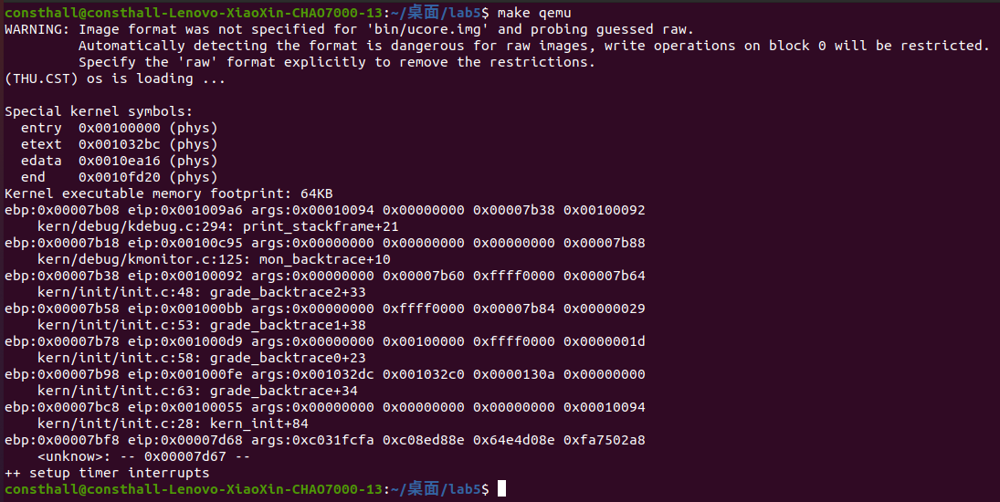 consthall@consthall-Lenovo-XiaoXin-CHAO7000-13:~/桌面/lab5$ make qemu
WARNING: Image format was not specified for 'bin/ucore.img' and probing guessed raw.
         Automatically detecting the format is dangerous for raw images, write operations on block 0 will be restricted.
         Specify the 'raw' format explicitly to remove the restrictions.
(THU.CST) os is loading ...

Special kernel symbols:
  entry  0x00100000 (phys)
  etext  0x001032bc (phys)
  edata  0x0010ea16 (phys)
  end    0x0010fd20 (phys)
Kernel executable memory footprint: 64KB
ebp:0x00007b08 eip:0x001009a6 args:0x00010094 0x00000000 0x00007b38 0x00100092
    kern/debug/kdebug.c:294: print_stackframe+21
ebp:0x00007b18 eip:0x00100c95 args:0x00000000 0x00000000 0x00000000 0x00007b88
    kern/debug/kmonitor.c:125: mon_backtrace+10
ebp:0x00007b38 eip:0x00100092 args:0x00000000 0x00007b60 0xffff0000 0x00007b64
    kern/init/init.c:48: grade_backtrace2+33
ebp:0x00007b58 eip:0x001000bb args:0x00000000 0xffff0000 0x00007b84 0x00000029
    kern/init/init.c:53: grade_backtrace1+38
ebp:0x00007b78 eip:0x001000d9 args:0x00000000 0x00100000 0xffff0000 0x0000001d
    kern/init/init.c:58: grade_backtrace0+23
ebp:0x00007b98 eip:0x001000fe args:0x001032dc 0x001032c0 0x0000130a 0x00000000
    kern/init/init.c:63: grade_backtrace+34
ebp:0x00007bc8 eip:0x00100055 args:0x00000000 0x00000000 0x00000000 0x00010094
    kern/init/init.c:28: kern_init+84
ebp:0x00007bf8 eip:0x00007d68 args:0xc031fcfa 0xc08ed88e 0x64e4d08e 0xfa7502a8
    <unknow>: -- 0x00007d67 --
++ setup timer interrupts
consthall@consthall-Lenovo-XiaoXin-CHAO7000-13:~/桌面/lab5$